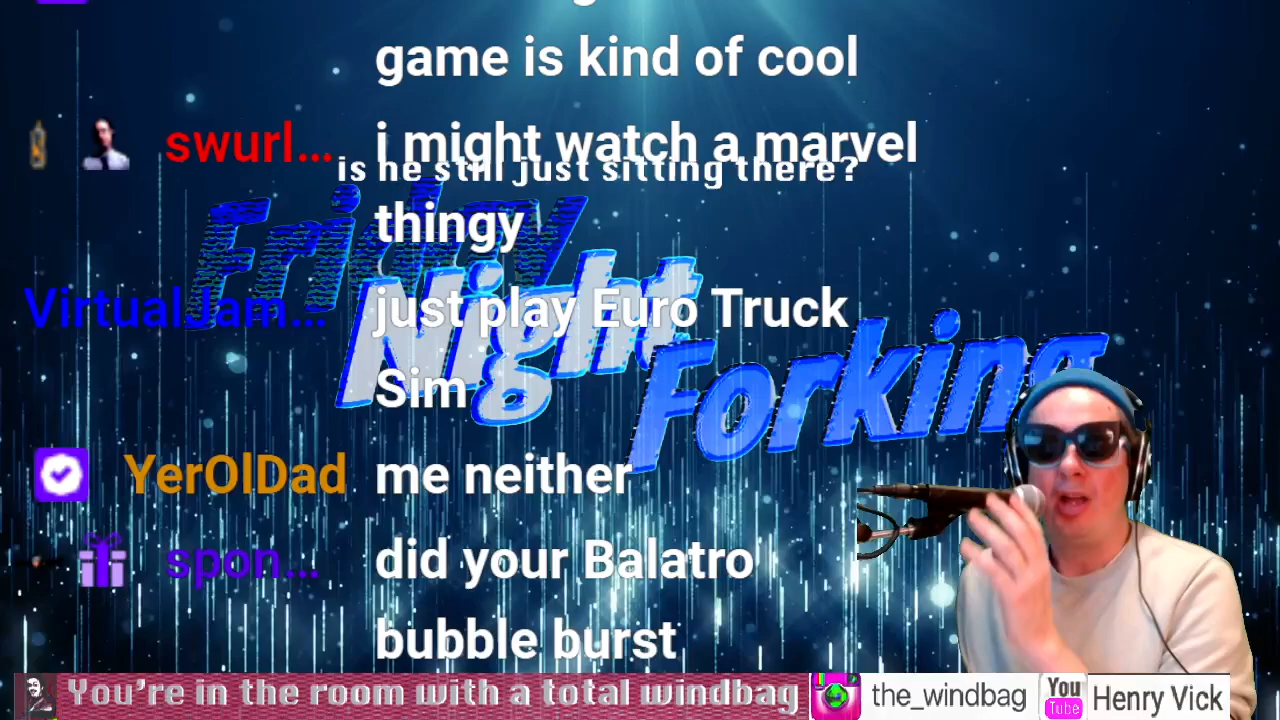 game is kind of cool
swurl... i might watch a marvel
is he still just sitting there?
thingy
Friday
Night
VirtualJam... just play Euro Truck
Sim
Forking
YerOlDad me neither
spon... did your Balatro
bubble burst
You're in the room with a total windbag
the_windbag
You
Tube
Henry Vick